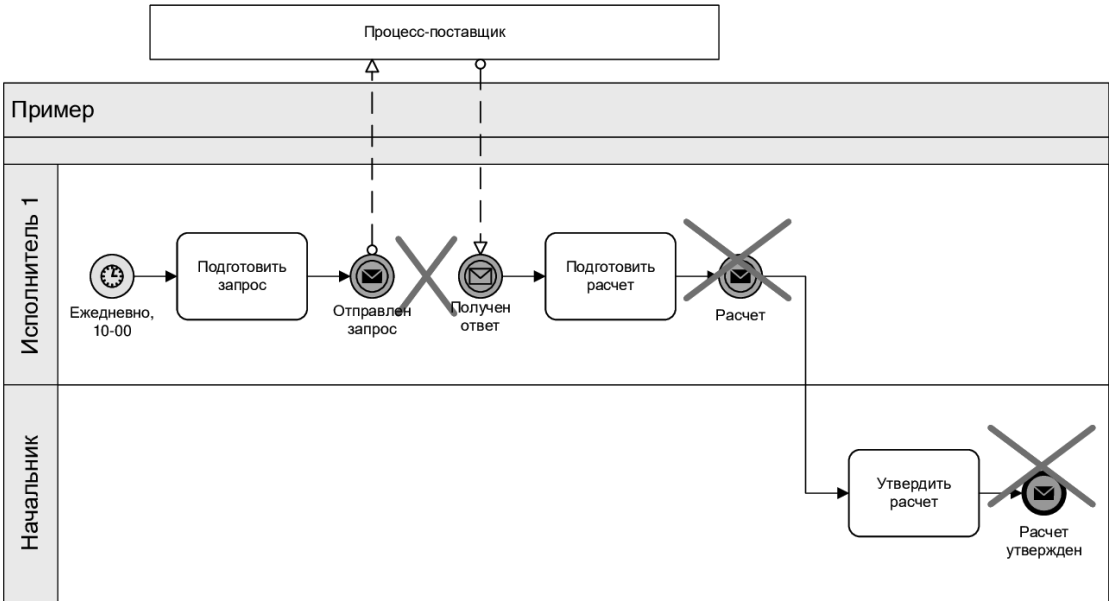 Процесс-поставщик
Пример
Исполнитель 1
Ежедневно,
10-00
Подготовить
запрос
Отправлен
запрос
Получен
ответ
Подготовить
расчет
Расчет
Начальник
Утвердить
расчет
Расчет
утвержден